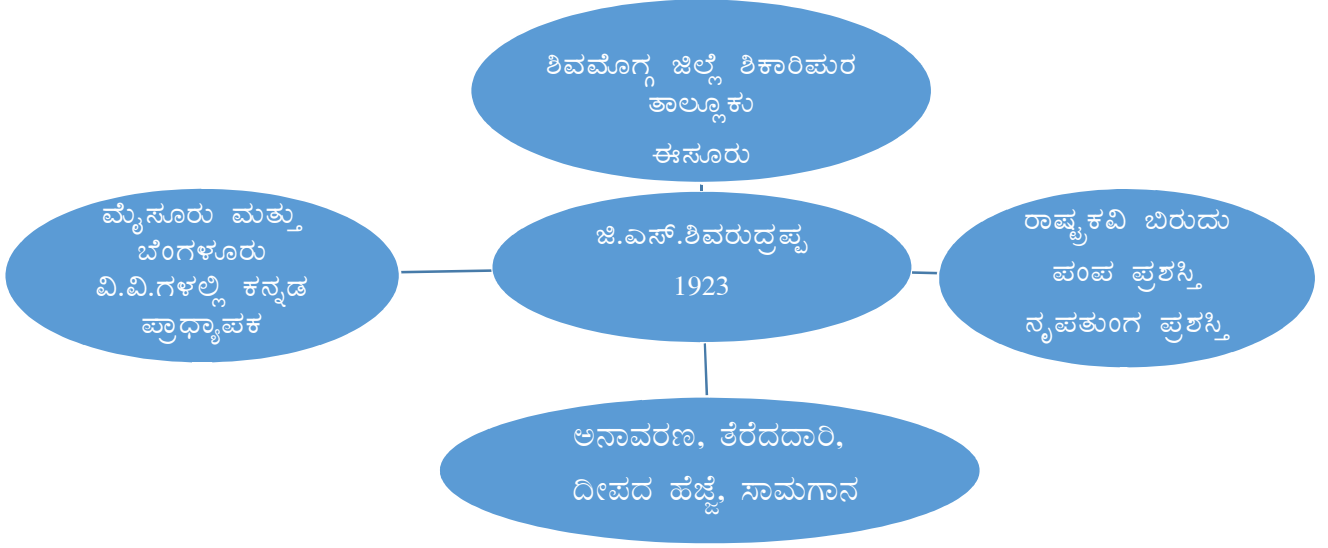 ಶಿವಮೊಗ್ಗ ಜಿಲ್ಲೆ ಶಿಕಾರಿಪುರ
ತಾಲ್ಲೂಕು
ಈಸೂರು
ಮೈಸೂರು ಮತ್ತು
ಬೆಂಗಳೂರು
ವಿ.ವಿ.ಗಳಲ್ಲಿ ಕನ್ನಡ
ಪ್ರಾಧ್ಯಾಪಕ
ಜಿ.ಎಸ್.ಶಿವರುದ್ರಪ್ಪ
1923
ರಾಷ್ಟ್ರಕವಿ ಬಿರುದು
ಪಂಪ ಪ್ರಶಸ್ತಿ
ನೃಪತುಂಗ ಪ್ರಶಸ್ತಿ
ಅನಾವರಣ, ತೆರೆದದಾರಿ,
ದೀಪದ ಹೆಜ್ಜೆ, ಸಾಮಗಾನ